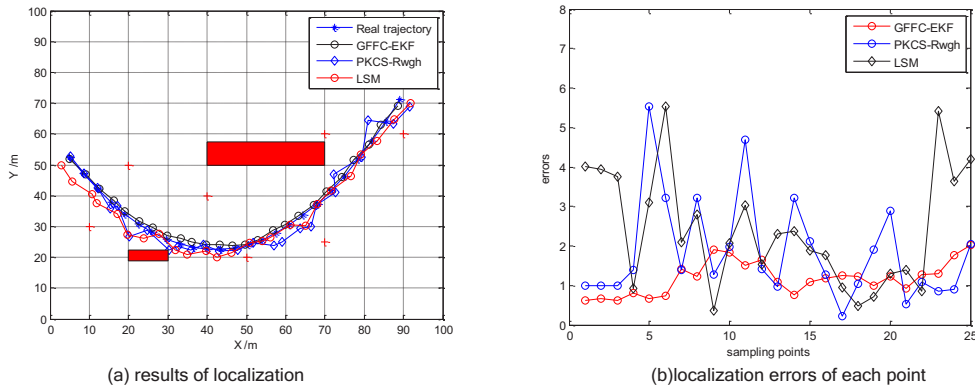 100
90
80
70
60
50
40
30
20
10
0
Y /m
0 10 20 30 40 50 60 70 80 90 100
X /m
Real trajectory
GFFC-EKF
PKCS-Rwgh
LSM
(a) results of localization
8
7
6
5
4
3
2
1
0
errors
0 5 10 15 20 25
sampling points
GFFC-EKF
PKCS-Rwgh
LSM
(b)localization errors of each point